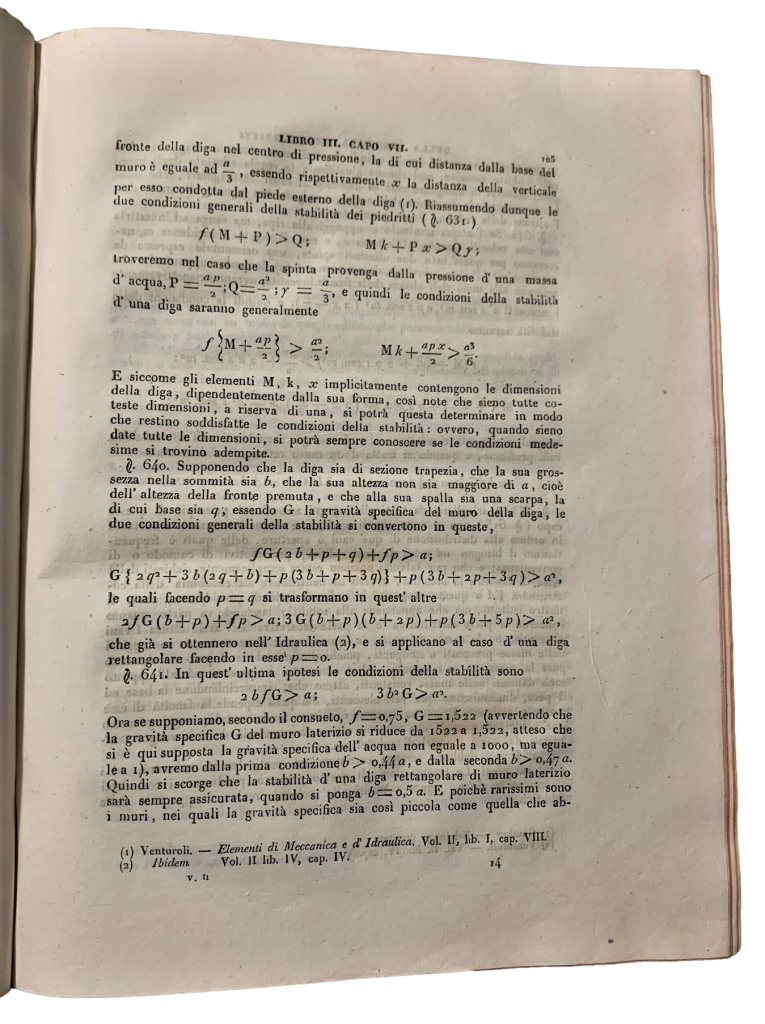 LIBRO III. CAPO VII. 105
fronte della diga nel centro di pressione, la di cui distanza dalla base del
muro è eguale ad a/3, essendo rispettivamente x la distanza della verticale
per esso condotta dal piede esterno della diga (1). Riassumendo dunque le
due condizioni generali della stabilità dei piedritti (§. 631.)
f(M+P)>Q; Mk+Px>Qy;
troveremo nel caso che la spinta provenga dalla pressione d' una massa
d' acqua, P = ap/2; Q = a²/2; y = a/3, e quindi le condizioni della stabilità
d' una diga saranno generalmente
f{M+ap/2} > a²/2; Mk+apx/2 > a³/6.
E siccome gli elementi M, k, x implicitamente contengono le dimensioni
della diga, dipendentemente dalla sua forma, così note che sieno tutte co-
teste dimensioni, a riserva di una, si potrà questa determinare in modo
che restino soddisfatte le condizioni della stabilità: ovvero, quando sieno
date tutte le dimensioni, si potrà sempre conoscere se le condizioni mede-
sime si trovino adempite.
§. 640. Supponendo che la diga sia di sezione trapezia, che la sua gros-
sezza nella sommità sia b, che la sua altezza non sia maggiore di a, cioè
dell' altezza della fronte premuta, e che alla sua spalla sia una scarpa, la
di cui base sia q; essendo G la gravità specifica del muro della diga, le
due condizioni generali della stabilità si convertono in queste,
fG(2b+p+q)+fp>a;
G{2q²+3b(2q+b)+p(3b+p+3q)}+p(3b+2p+3q)>a²,
le quali facendo p=q si trasformano in quest' altre
2fG(b+p)+fp>a; 3G(b+p)(b+2p)+p(3b+5p)>a²,
che già si ottennero nell' Idraulica (2), e si applicano al caso d' una diga
rettangolare facendo in esse p=0.
§. 641. In quest' ultima ipotesi le condizioni della stabilità sono
2bfG>a; 3b²G>a².
Ora se supponiamo, secondo il consueto, f=0,75, G=1,522 (avvertendo che
la gravità specifica G del muro laterizio si riduce da 1522 a 1,522, atteso che
si è qui supposta la gravità specifica dell' acqua non eguale a 1000, ma egua-
le a 1), avremo dalla prima condizione b>0,44a, e dalla seconda b>0,47a.
Quindi si scorge che la stabilità d' una diga rettangolare di muro laterizio
sarà sempre assicurata, quando si ponga b=0,5 a. E poichè rarissimi sono
i muri, nei quali la gravità specifica sia così piccola come quella che ab-
(1) Venturoli. — Elementi di Meccanica e d' Idraulica. Vol. II, lib. I, cap. VIII.
(2) Ibidem Vol. II lib. IV, cap. IV.
V. II 14